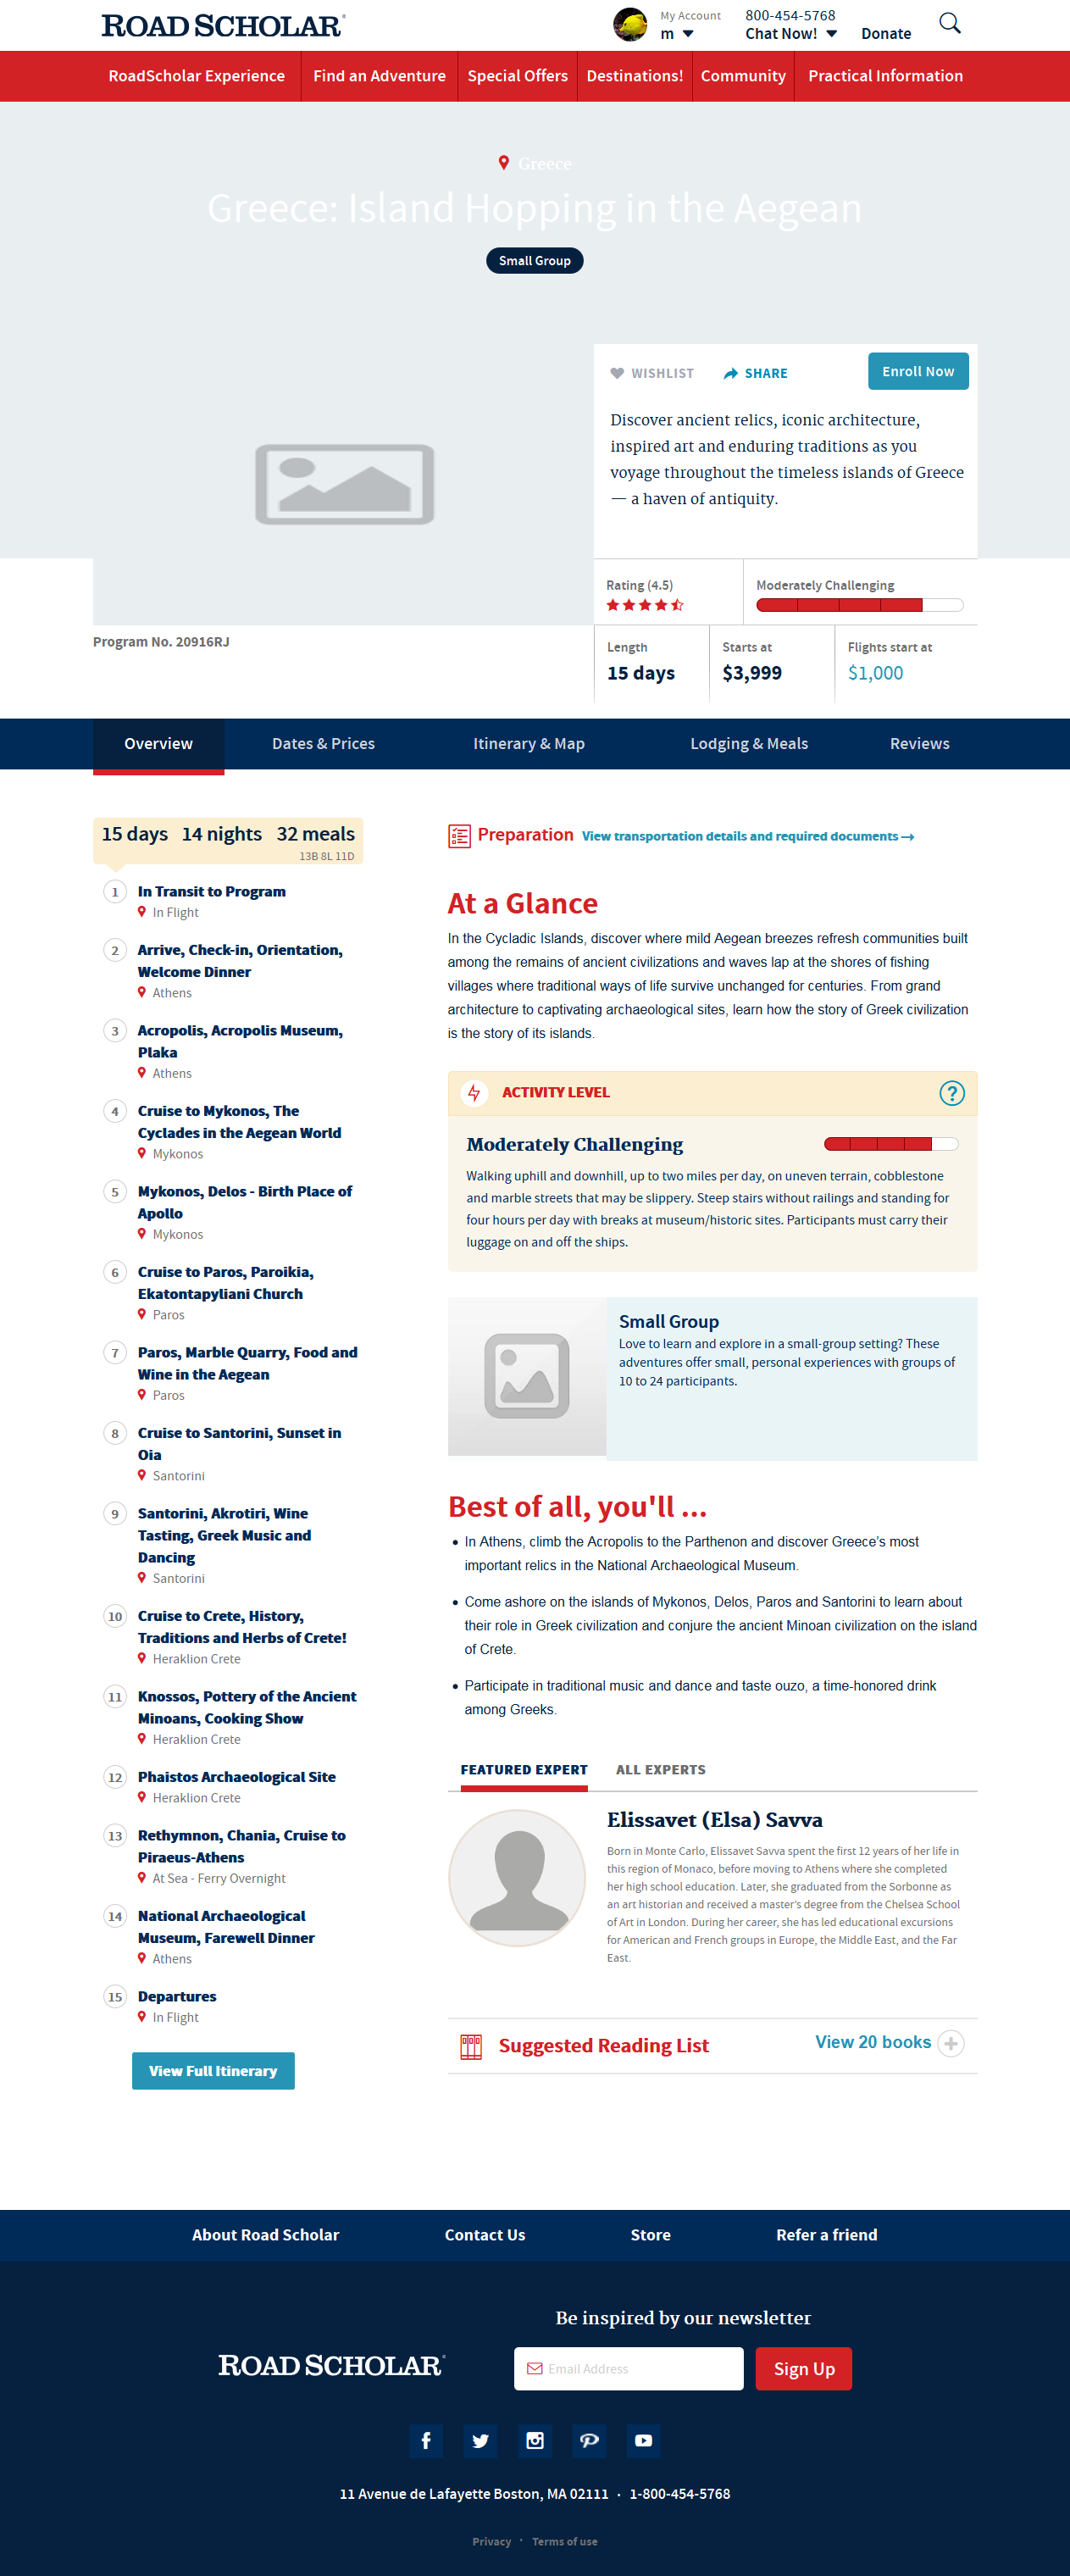 ROAD SCHOLAR
My Account
m
800-454-5768
Chat Now!
Donate
RoadScholar Experience
Find an Adventure
Special Offers
Destinations!
Community
Practical Information
Greece
Greece: Island Hopping in the Aegean
Small Group
WISHLIST
SHARE
Enroll Now
Discover ancient relics, iconic architecture,
inspired art and enduring traditions as you
voyage throughout the timeless islands of Greece
— a haven of antiquity.
Rating (4.5)
Moderately Challenging
Program No. 20916RJ
Length
15 days
Starts at
$3,999
Flights start at
$1,000
Overview
Dates & Prices
Itinerary & Map
Lodging & Meals
Reviews
15 days 14 nights 32 meals
13B 8L 11D
1 In Transit to Program
In Flight
2 Arrive, Check-in, Orientation,
Welcome Dinner
Athens
3 Acropolis, Acropolis Museum,
Plaka
Athens
4 Cruise to Mykonos, The
Cyclades in the Aegean World
Mykonos
5 Mykonos, Delos - Birth Place of
Apollo
Mykonos
6 Cruise to Paros, Paroikia,
Ekatontapyliani Church
Paros
7 Paros, Marble Quarry, Food and
Wine in the Aegean
Paros
8 Cruise to Santorini, Sunset in
Oia
Santorini
9 Santorini, Akrotiri, Wine
Tasting, Greek Music and
Dancing
Santorini
10 Cruise to Crete, History,
Traditions and Herbs of Crete!
Heraklion Crete
11 Knossos, Pottery of the Ancient
Minoans, Cooking Show
Heraklion Crete
12 Phaistos Archaeological Site
Heraklion Crete
13 Rethymnon, Chania, Cruise to
Piraeus-Athens
At Sea - Ferry Overnight
14 National Archaeological
Museum, Farewell Dinner
Athens
15 Departures
In Flight
View Full Itinerary
Preparation View transportation details and required documents
At a Glance
In the Cycladic Islands, discover where mild Aegean breezes refresh communities built
among the remains of ancient civilizations and waves lap at the shores of fishing
villages where traditional ways of life survive unchanged for centuries. From grand
architecture to captivating archaeological sites, learn how the story of Greek civilization
is the story of its islands.
ACTIVITY LEVEL
?
Moderately Challenging
Walking uphill and downhill, up to two miles per day, on uneven terrain, cobblestone
and marble streets that may be slippery. Steep stairs without railings and standing for
four hours per day with breaks at museum/historic sites. Participants must carry their
luggage on and off the ships.
Small Group
Love to learn and explore in a small-group setting? These
adventures offer small, personal experiences with groups of
10 to 24 participants.
Best of all, you'll ...
• In Athens, climb the Acropolis to the Parthenon and discover Greece’s most
important relics in the National Archaeological Museum.
• Come ashore on the islands of Mykonos, Delos, Paros and Santorini to learn about
their role in Greek civilization and conjure the ancient Minoan civilization on the island
of Crete.
• Participate in traditional music and dance and taste ouzo, a time-honored drink
among Greeks.
FEATURED EXPERT
ALL EXPERTS
Elissavet (Elsa) Savva
Born in Monte Carlo, Elissavet Savva spent the first 12 years of her life in
this region of Monaco, before moving to Athens where she completed
her high school education. Later, she graduated from the Sorbonne as
an art historian and received a master's degree from the Chelsea School
of Art in London. During her career, she has led educational excursions
for American and French groups in Europe, the Middle East, and the Far
East.
Suggested Reading List
View 20 books
About Road Scholar
Contact Us
Store
Refer a friend
Be inspired by our newsletter
ROAD SCHOLAR
Email Address
Sign Up
11 Avenue de Lafayette Boston, MA 02111 · 1-800-454-5768
Privacy · Terms of use